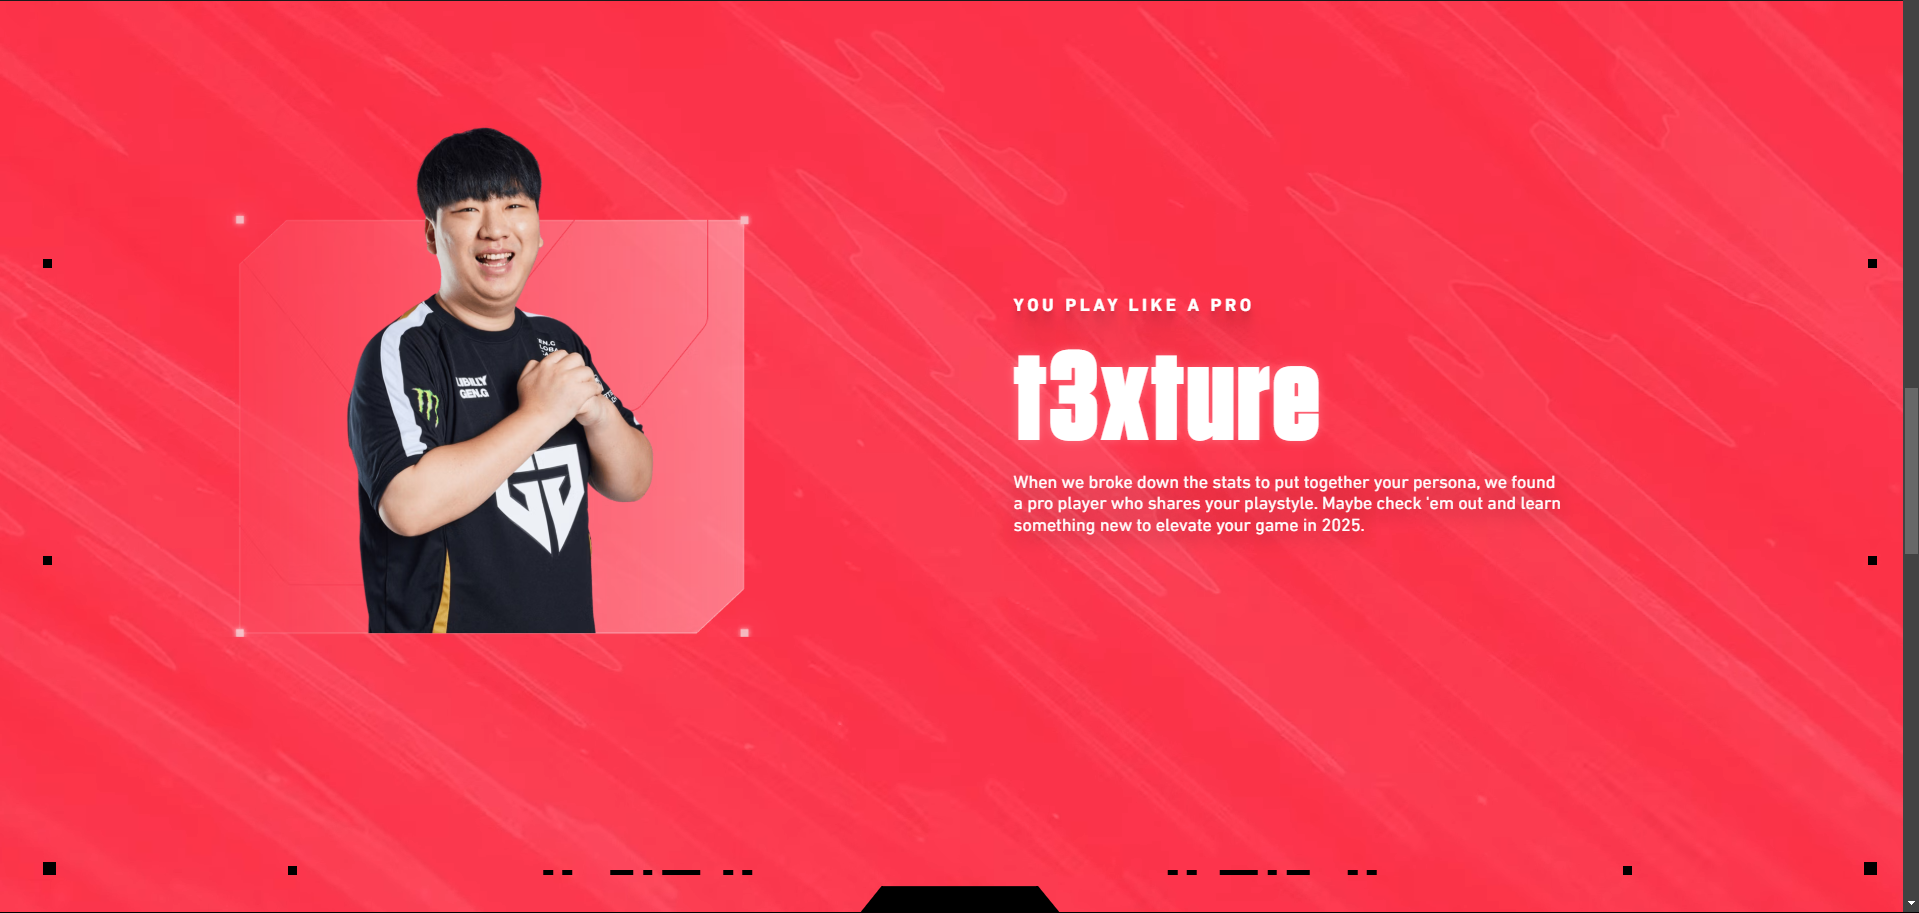 YOU PLAY LIKE A PRO
t3xture
When we broke down the stats to put together your persona, we found
a pro player who shares your playstyle. Maybe check 'em out and learn
something new to elevate your game in 2025.
GEN.G